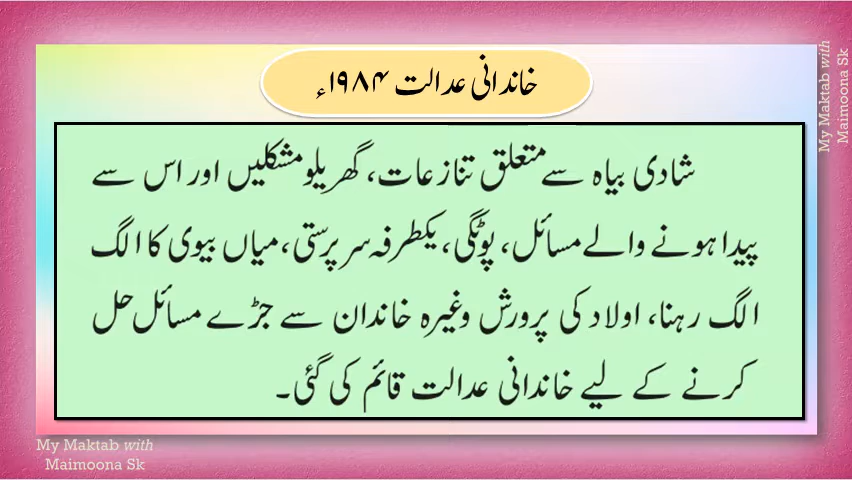 خاندانی عدالت ۱۹۸۴ء
شادی بیاہ سے متعلق تنازعات، گھریلو مشکلیں اور اس سے
پیدا ہونے والے مسائل، پوٹگی، یکطرفہ سرپرستی، میاں بیوی کا الگ
الگ رہنا، اولاد کی پرورش وغیرہ خاندان سے جڑے مسائل حل
کرنے کے لیے خاندانی عدالت قائم کی گئی۔
My Maktab with
Maimoona Sk
My Maktab with
Maimoona Sk